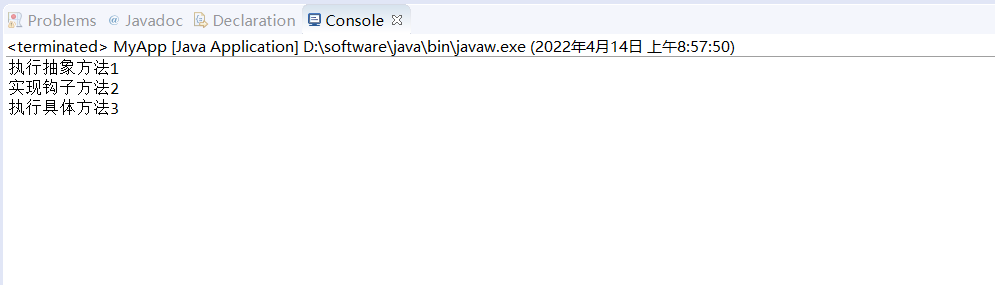 Problems @ Javadoc Declaration Console
<terminated> MyApp [Java Application] D:\software\java\bin\javaw.exe (2022年4月14日 上午8:57:50)
执行抽象方法1
实现钩子方法2
执行具体方法3